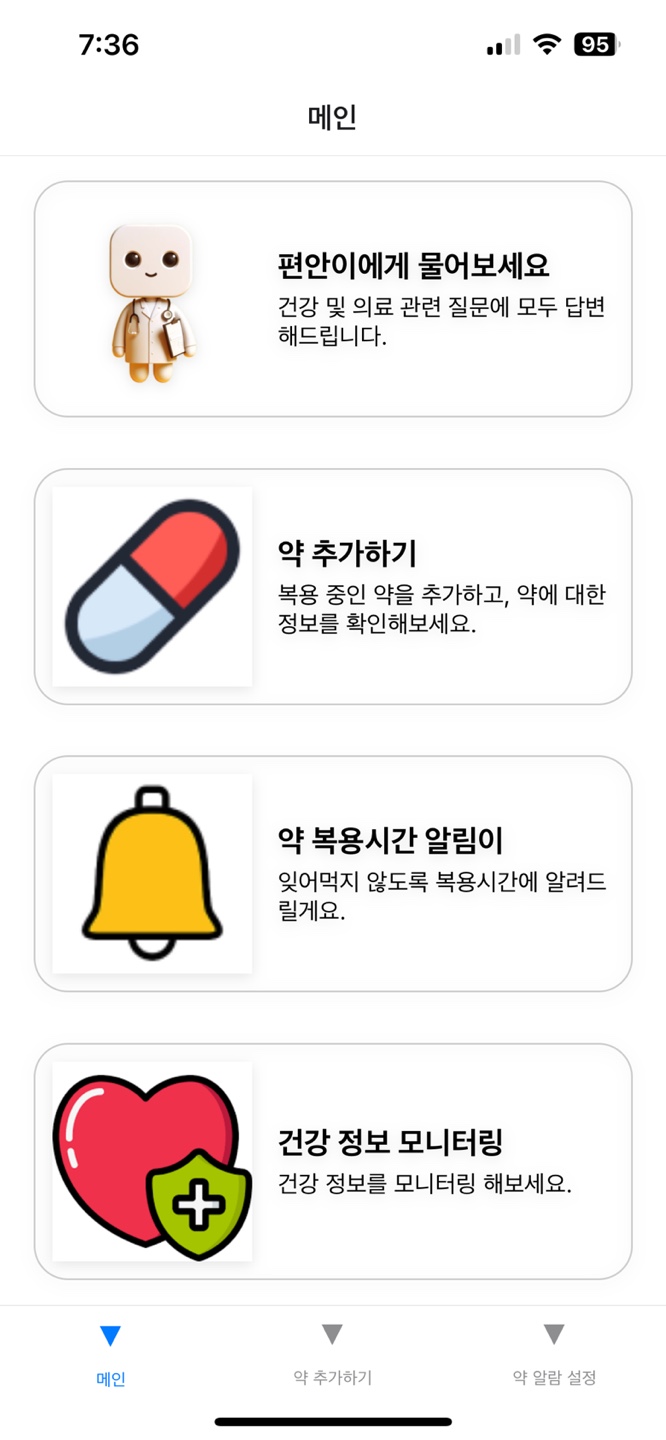 7:36
95
메인
편안이에게 물어보세요
건강 및 의료 관련 질문에 모두 답변
해드립니다.
약 추가하기
복용 중인 약을 추가하고, 약에 대한
정보를 확인해보세요.
약 복용시간 알림이
잊어먹지 않도록 복용시간에 알려드
릴게요.
건강 정보 모니터링
건강 정보를 모니터링 해보세요.
메인
약 추가하기
약 알람 설정